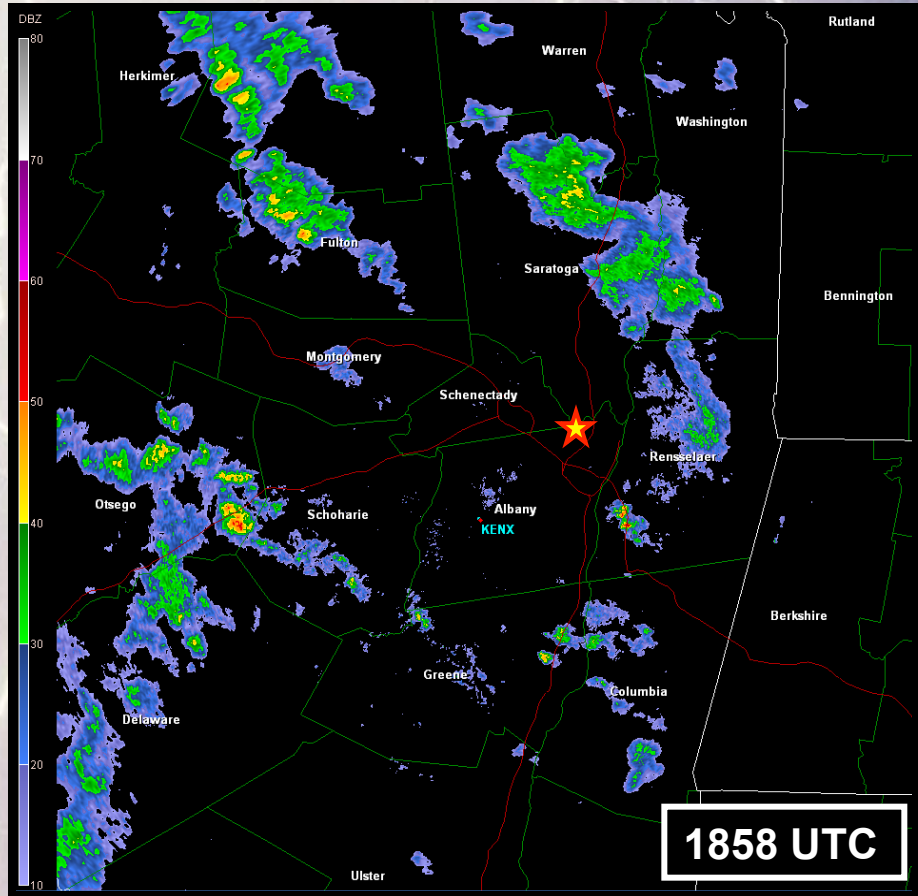 DBZ
80
70
60
50
40
30
20
10
Rutland
Warren
Herkimer
Washington
Fulton
Saratoga
Bennington
Montgomery
Schenectady
Rensselaer
Otsego
Schoharie
Albany
KENX
Berkshire
Greene
Columbia
Delaware
Ulster
1858 UTC